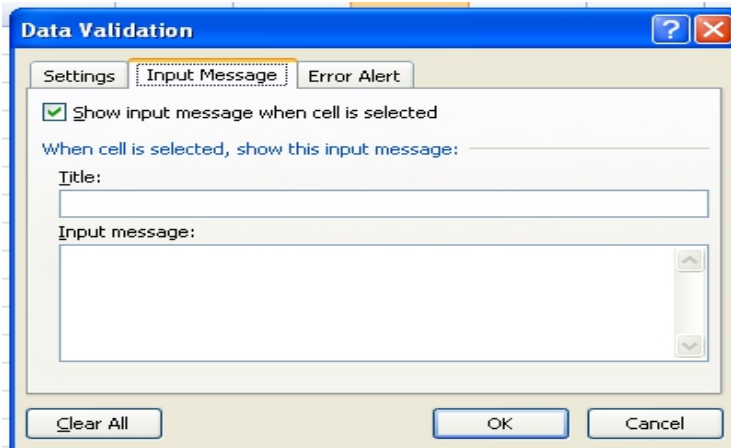 Data Validation ?
Settings Input Message Error Alert
Show input message when cell is selected
When cell is selected, show this input message:
Title:
Input message:
Clear All OK Cancel